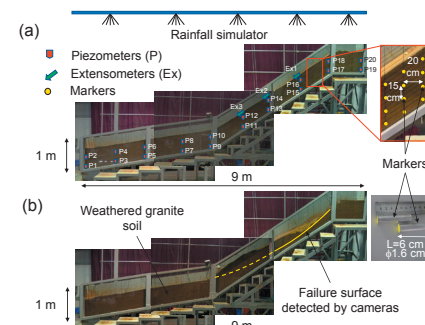 Rainfall simulator
(a)
Piezometers (P)
Extensometers (Ex)
Markers
20
cm
15
cm
Ex1
Ex2
Ex3
P18
P17
P20
P19
P16
P15
P14
P13
P12
P11
P10
P9
P8
P7
P6
P5
P4
P3
P2
P1
1 m
9 m
Markers
(b)
Weathered granite
soil
L=6 cm
ϕ1.6 cm
Failure surface
detected by cameras
1 m
9 m